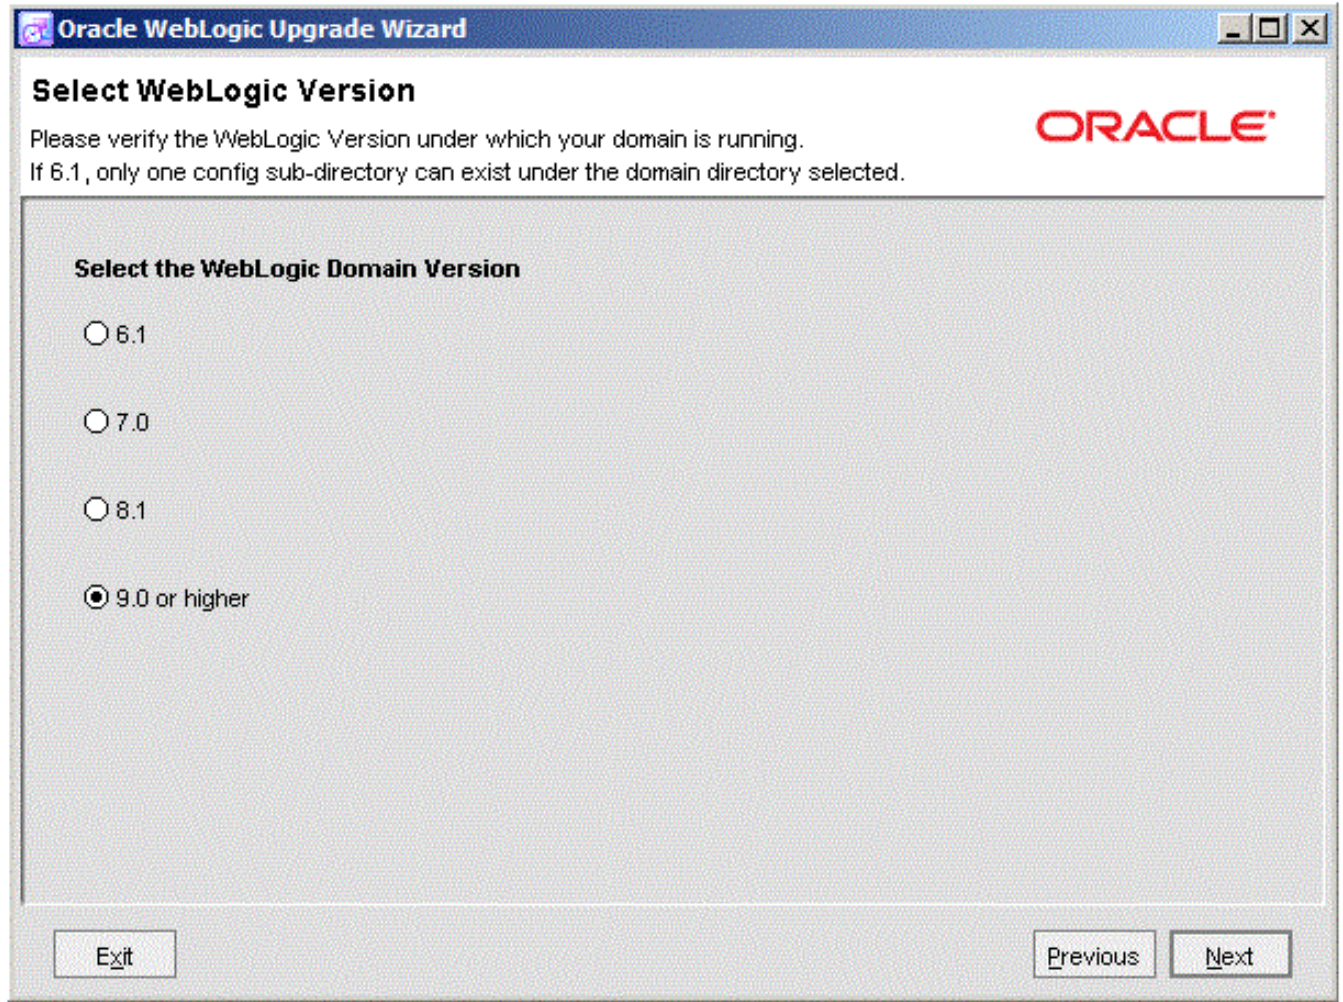 Oracle WebLogic Upgrade Wizard
Select WebLogic Version
Please verify the WebLogic Version under which your domain is running.
If 6.1, only one config sub-directory can exist under the domain directory selected.
ORACLE
Select the WebLogic Domain Version
6.1
7.0
8.1
9.0 or higher
Exit
Previous
Next